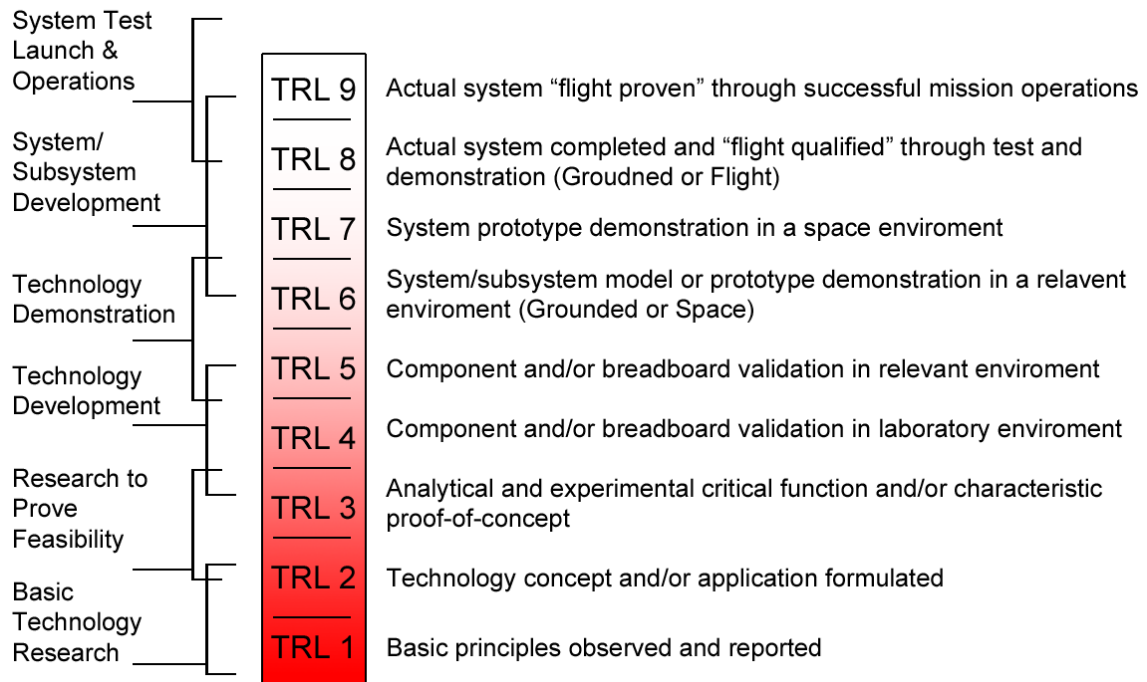 System Test
Launch &
Operations
System/
Subsystem
Development
Technology
Demonstration
Technology
Development
Research to
Prove
Feasibility
Basic
Technology
Research
TRL 9
Actual system “flight proven” through successful mission operations
TRL 8
Actual system completed and “flight qualified” through test and
demonstration (Groudned or Flight)
TRL 7
System prototype demonstration in a space enviroment
TRL 6
System/subsystem model or prototype demonstration in a relavent
enviroment (Grounded or Space)
TRL 5
Component and/or breadboard validation in relevant enviroment
TRL 4
Component and/or breadboard validation in laboratory enviroment
TRL 3
Analytical and experimental critical function and/or characteristic
proof-of-concept
TRL 2
Technology concept and/or application formulated
TRL 1
Basic principles observed and reported